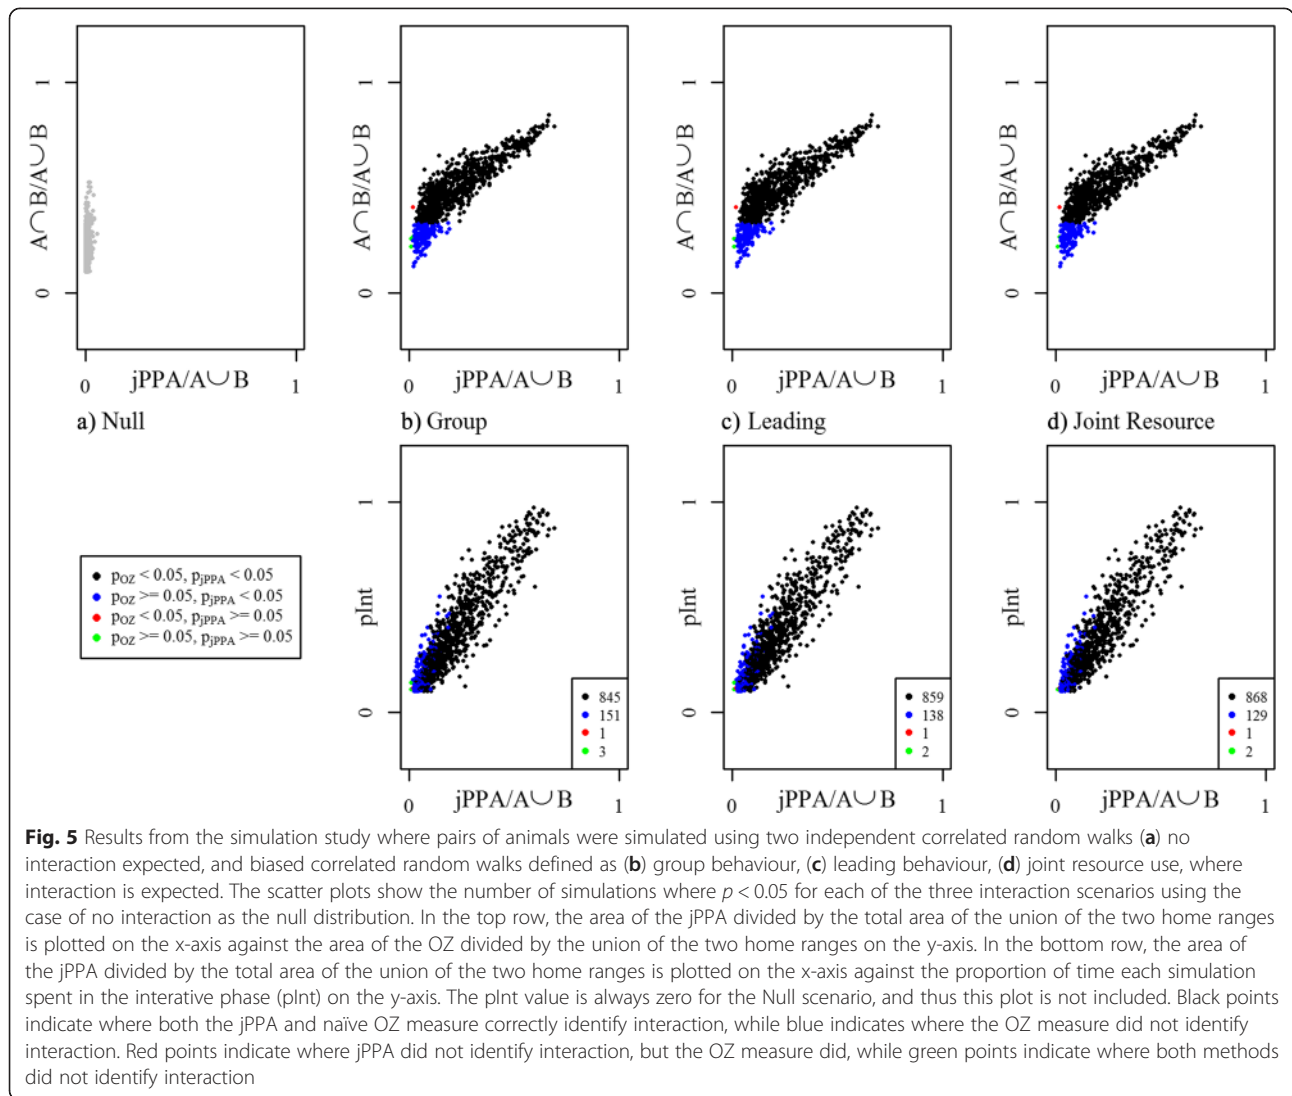 1
0
A∩B/A∪B
0 jPPA/A∪B 1
a) Null
1
0
A∩B/A∪B
0 jPPA/A∪B 1
b) Group
1
0
A∩B/A∪B
0 jPPA/A∪B 1
c) Leading
1
0
A∩B/A∪B
0 jPPA/A∪B 1
d) Joint Resource
pOZ < 0.05, pjPPA < 0.05
pOZ >= 0.05, pjPPA < 0.05
pOZ < 0.05, pjPPA >= 0.05
pOZ >= 0.05, pjPPA >= 0.05
1
0
pInt
845
151
1
3
0 jPPA/A∪B 1
1
0
pInt
859
138
1
2
0 jPPA/A∪B 1
1
0
pInt
868
129
1
2
0 jPPA/A∪B 1
Fig. 5 Results from the simulation study where pairs of animals were simulated using two independent correlated random walks (a) no
interaction expected, and biased correlated random walks defined as (b) group behaviour, (c) leading behaviour, (d) joint resource use, where
interaction is expected. The scatter plots show the number of simulations where p < 0.05 for each of the three interaction scenarios using the
case of no interaction as the null distribution. In the top row, the area of the jPPA divided by the total area of the union of the two home ranges
is plotted on the x-axis against the area of the OZ divided by the union of the two home ranges on the y-axis. In the bottom row, the area of
the jPPA divided by the total area of the union of the two home ranges is plotted on the x-axis against the proportion of time each simulation
spent in the interative phase (pInt) on the y-axis. The pInt value is always zero for the Null scenario, and thus this plot is not included. Black points
indicate where both the jPPA and naïve OZ measure correctly identify interaction, while blue indicates where the OZ measure did not identify
interaction. Red points indicate where jPPA did not identify interaction, but the OZ measure did, while green points indicate where both methods
did not identify interaction